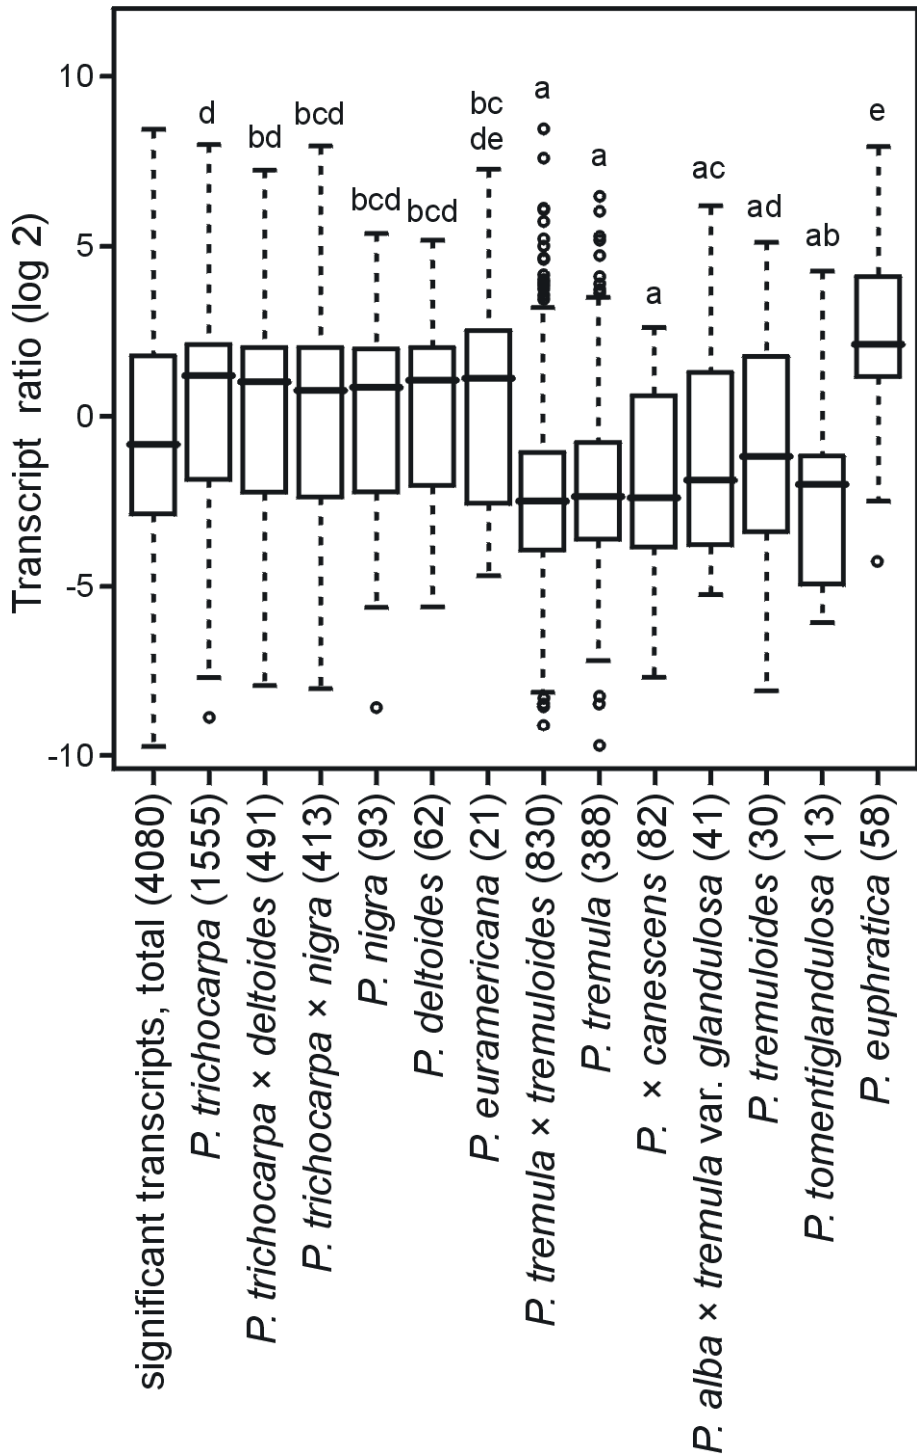 Transcript ratio (log 2)
10
5
0
-5
-10
d
bd
bcd
bcd
bcd
bc
de
a
a
a
ac
ad
ab
e
significant transcripts, total (4080)
P. trichocarpa (1555)
P. trichocarpa × deltoides (491)
P. trichocarpa × nigra (413)
P. nigra (93)
P. deltoides (62)
P. euramericana (21)
P. tremula × tremuloides (830)
P. tremula (388)
P. × canescens (82)
P. alba × tremula var. glandulosa (41)
P. tremuloides (30)
P. tomentiglandulosa (13)
P. euphratica (58)